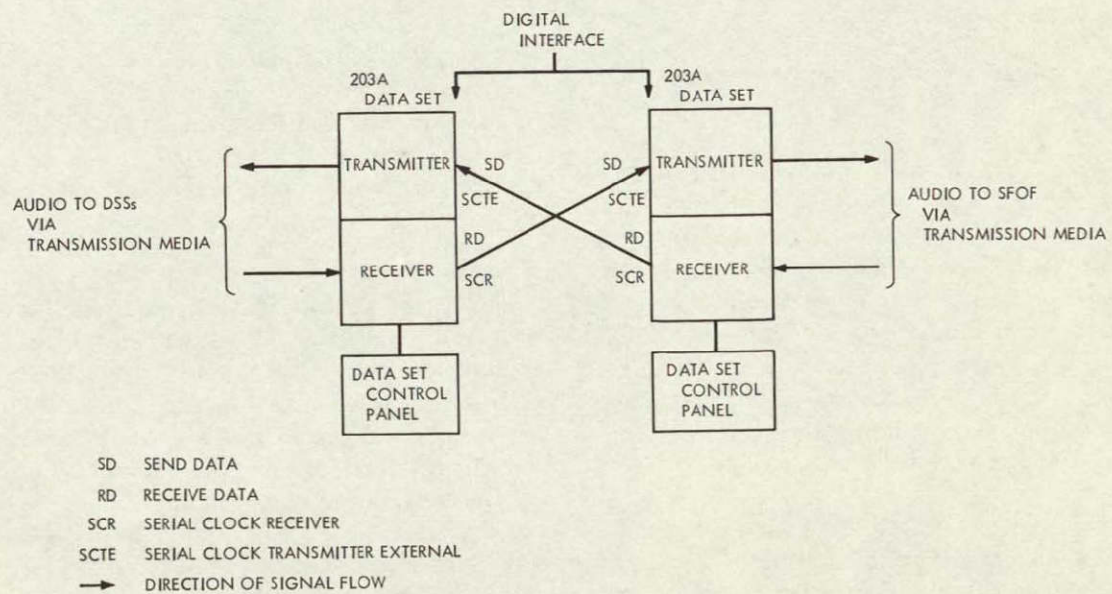 DIGITAL
INTERFACE
203A
DATA SET
203A
DATA SET
TRANSMITTER
SD
SD
TRANSMITTER
SCTE
SCTE
AUDIO TO DSSs
VIA
TRANSMISSION MEDIA
AUDIO TO SFOF
VIA
TRANSMISSION MEDIA
RD
RD
RECEIVER
SCR
SCR
RECEIVER
DATA SET
CONTROL
PANEL
DATA SET
CONTROL
PANEL
SD SEND DATA
RD RECEIVE DATA
SCR SERIAL CLOCK RECEIVER
SCTE SERIAL CLOCK TRANSMITTER EXTERNAL
DIRECTION OF SIGNAL FLOW